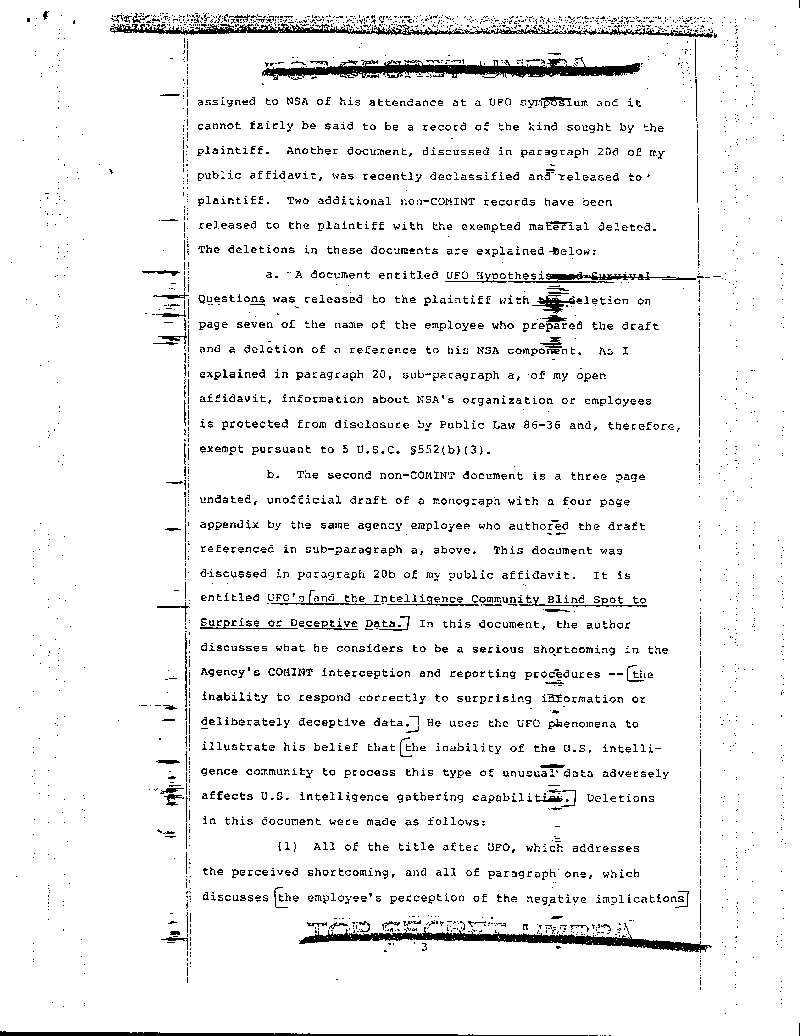 TOP SECRET UMBRA
assigned to NSA of his attendance at a UFO symposium and it
cannot fairly be said to be a record of the kind sought by the
plaintiff. Another document, discussed in paragraph 20d of my
public affidavit, was recently declassified and released to
plaintiff. Two additional non-COMINT records have been
released to the plaintiff with the exempted material deleted.
The deletions in these documents are explained below:
a. A document entitled UFO Hypothesis and Survival
Questions was released to the plaintiff with the deletion on
page seven of the name of the employee who prepared the draft
and a deletion of a reference to his NSA component. As I
explained in paragraph 20, sub-paragraph a, of my open
affidavit, information about NSA's organization or employees
is protected from disclosure by Public Law 86-36 and, therefore,
exempt pursuant to 5 U.S.C. §552(b)(3).
b. The second non-COMINT document is a three page
undated, unofficial draft of a monograph with a four page
appendix by the same agency employee who authored the draft
referenced in sub-paragraph a, above. This document was
discussed in paragraph 20b of my public affidavit. It is
entitled UFO's [and the Intelligence Community Blind Spot to
Surprise or Deceptive Data.] In this document, the author
discusses what he considers to be a serious shortcoming in the
Agency's COMINT interception and reporting procedures -- [the
inability to respond correctly to surprising information or
deliberately deceptive data.] He uses the UFO phenomena to
illustrate his belief that [the inability of the U.S. intelli-
gence community to process this type of unusual data adversely
affects U.S. intelligence gathering capabilities.] Deletions
in this document were made as follows:
(1) All of the title after UFO, which addresses
the perceived shortcoming, and all of paragraph one, which
discusses [the employee's perception of the negative implications]
TOP SECRET UMBRA
3